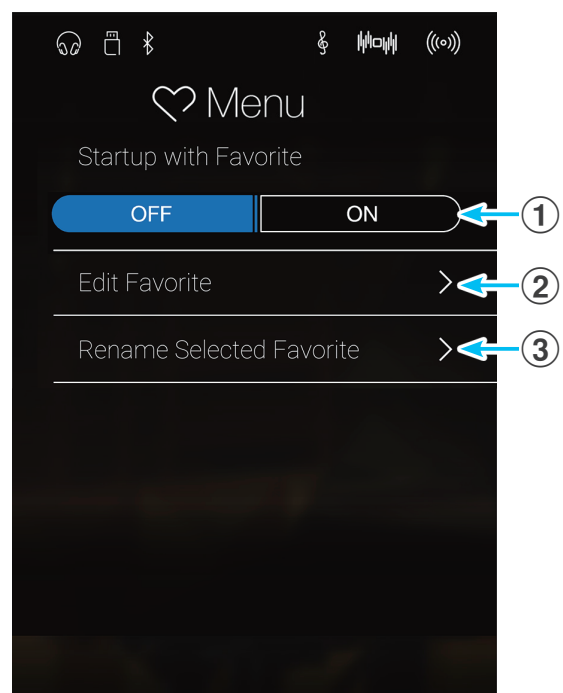 Menu
Startup with Favorite
OFF ON
1
Edit Favorite
2
Rename Selected Favorite
3